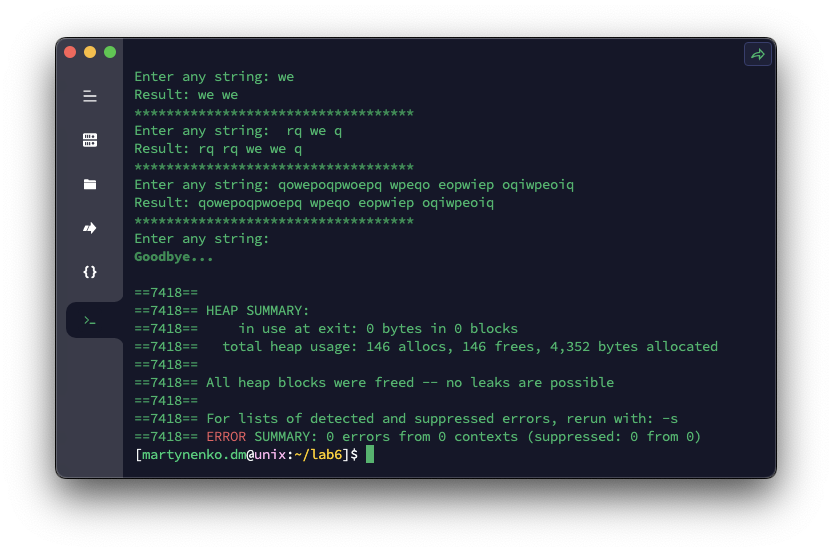 Enter any string: we
Result: we we
***********************************
Enter any string:  rq we q
Result: rq rq we we q
***********************************
Enter any string: qowepoqpwoepq wpeqo eopwiep oqiwpeoiq
Result: qowepoqpwoepq wpeqo eopwiep oqiwpeoiq
***********************************
Enter any string:
Goodbye...
==7418==
==7418== HEAP SUMMARY:
==7418==     in use at exit: 0 bytes in 0 blocks
==7418==   total heap usage: 146 allocs, 146 frees, 4,352 bytes allocated
==7418==
==7418== All heap blocks were freed -- no leaks are possible
==7418==
==7418== For lists of detected and suppressed errors, rerun with: -s
==7418== ERROR SUMMARY: 0 errors from 0 contexts (suppressed: 0 from 0)
[martynenko.dm@unix:~/lab6]$